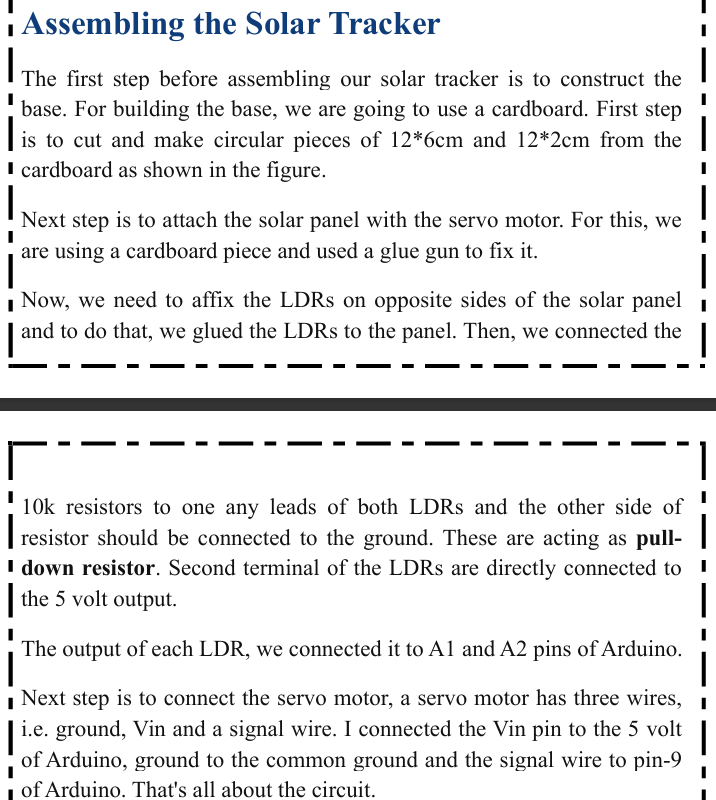 Assembling the Solar Tracker
The first step before assembling our solar tracker is to construct the
base. For building the base, we are going to use a cardboard. First step
is to cut and make circular pieces of 12*6cm and 12*2cm from the
cardboard as shown in the figure.
Next step is to attach the solar panel with the servo motor. For this, we
are using a cardboard piece and used a glue gun to fix it.
Now, we need to affix the LDRs on opposite sides of the solar panel
and to do that, we glued the LDRs to the panel. Then, we connected the
10k resistors to one any leads of both LDRs and the other side of
resistor should be connected to the ground. These are acting as pull-
down resistor. Second terminal of the LDRs are directly connected to
the 5 volt output.
The output of each LDR, we connected it to A1 and A2 pins of Arduino.
Next step is to connect the servo motor, a servo motor has three wires,
i.e. ground, Vin and a signal wire. I connected the Vin pin to the 5 volt
of Arduino, ground to the common ground and the signal wire to pin-9
of Arduino. That's all about the circuit.